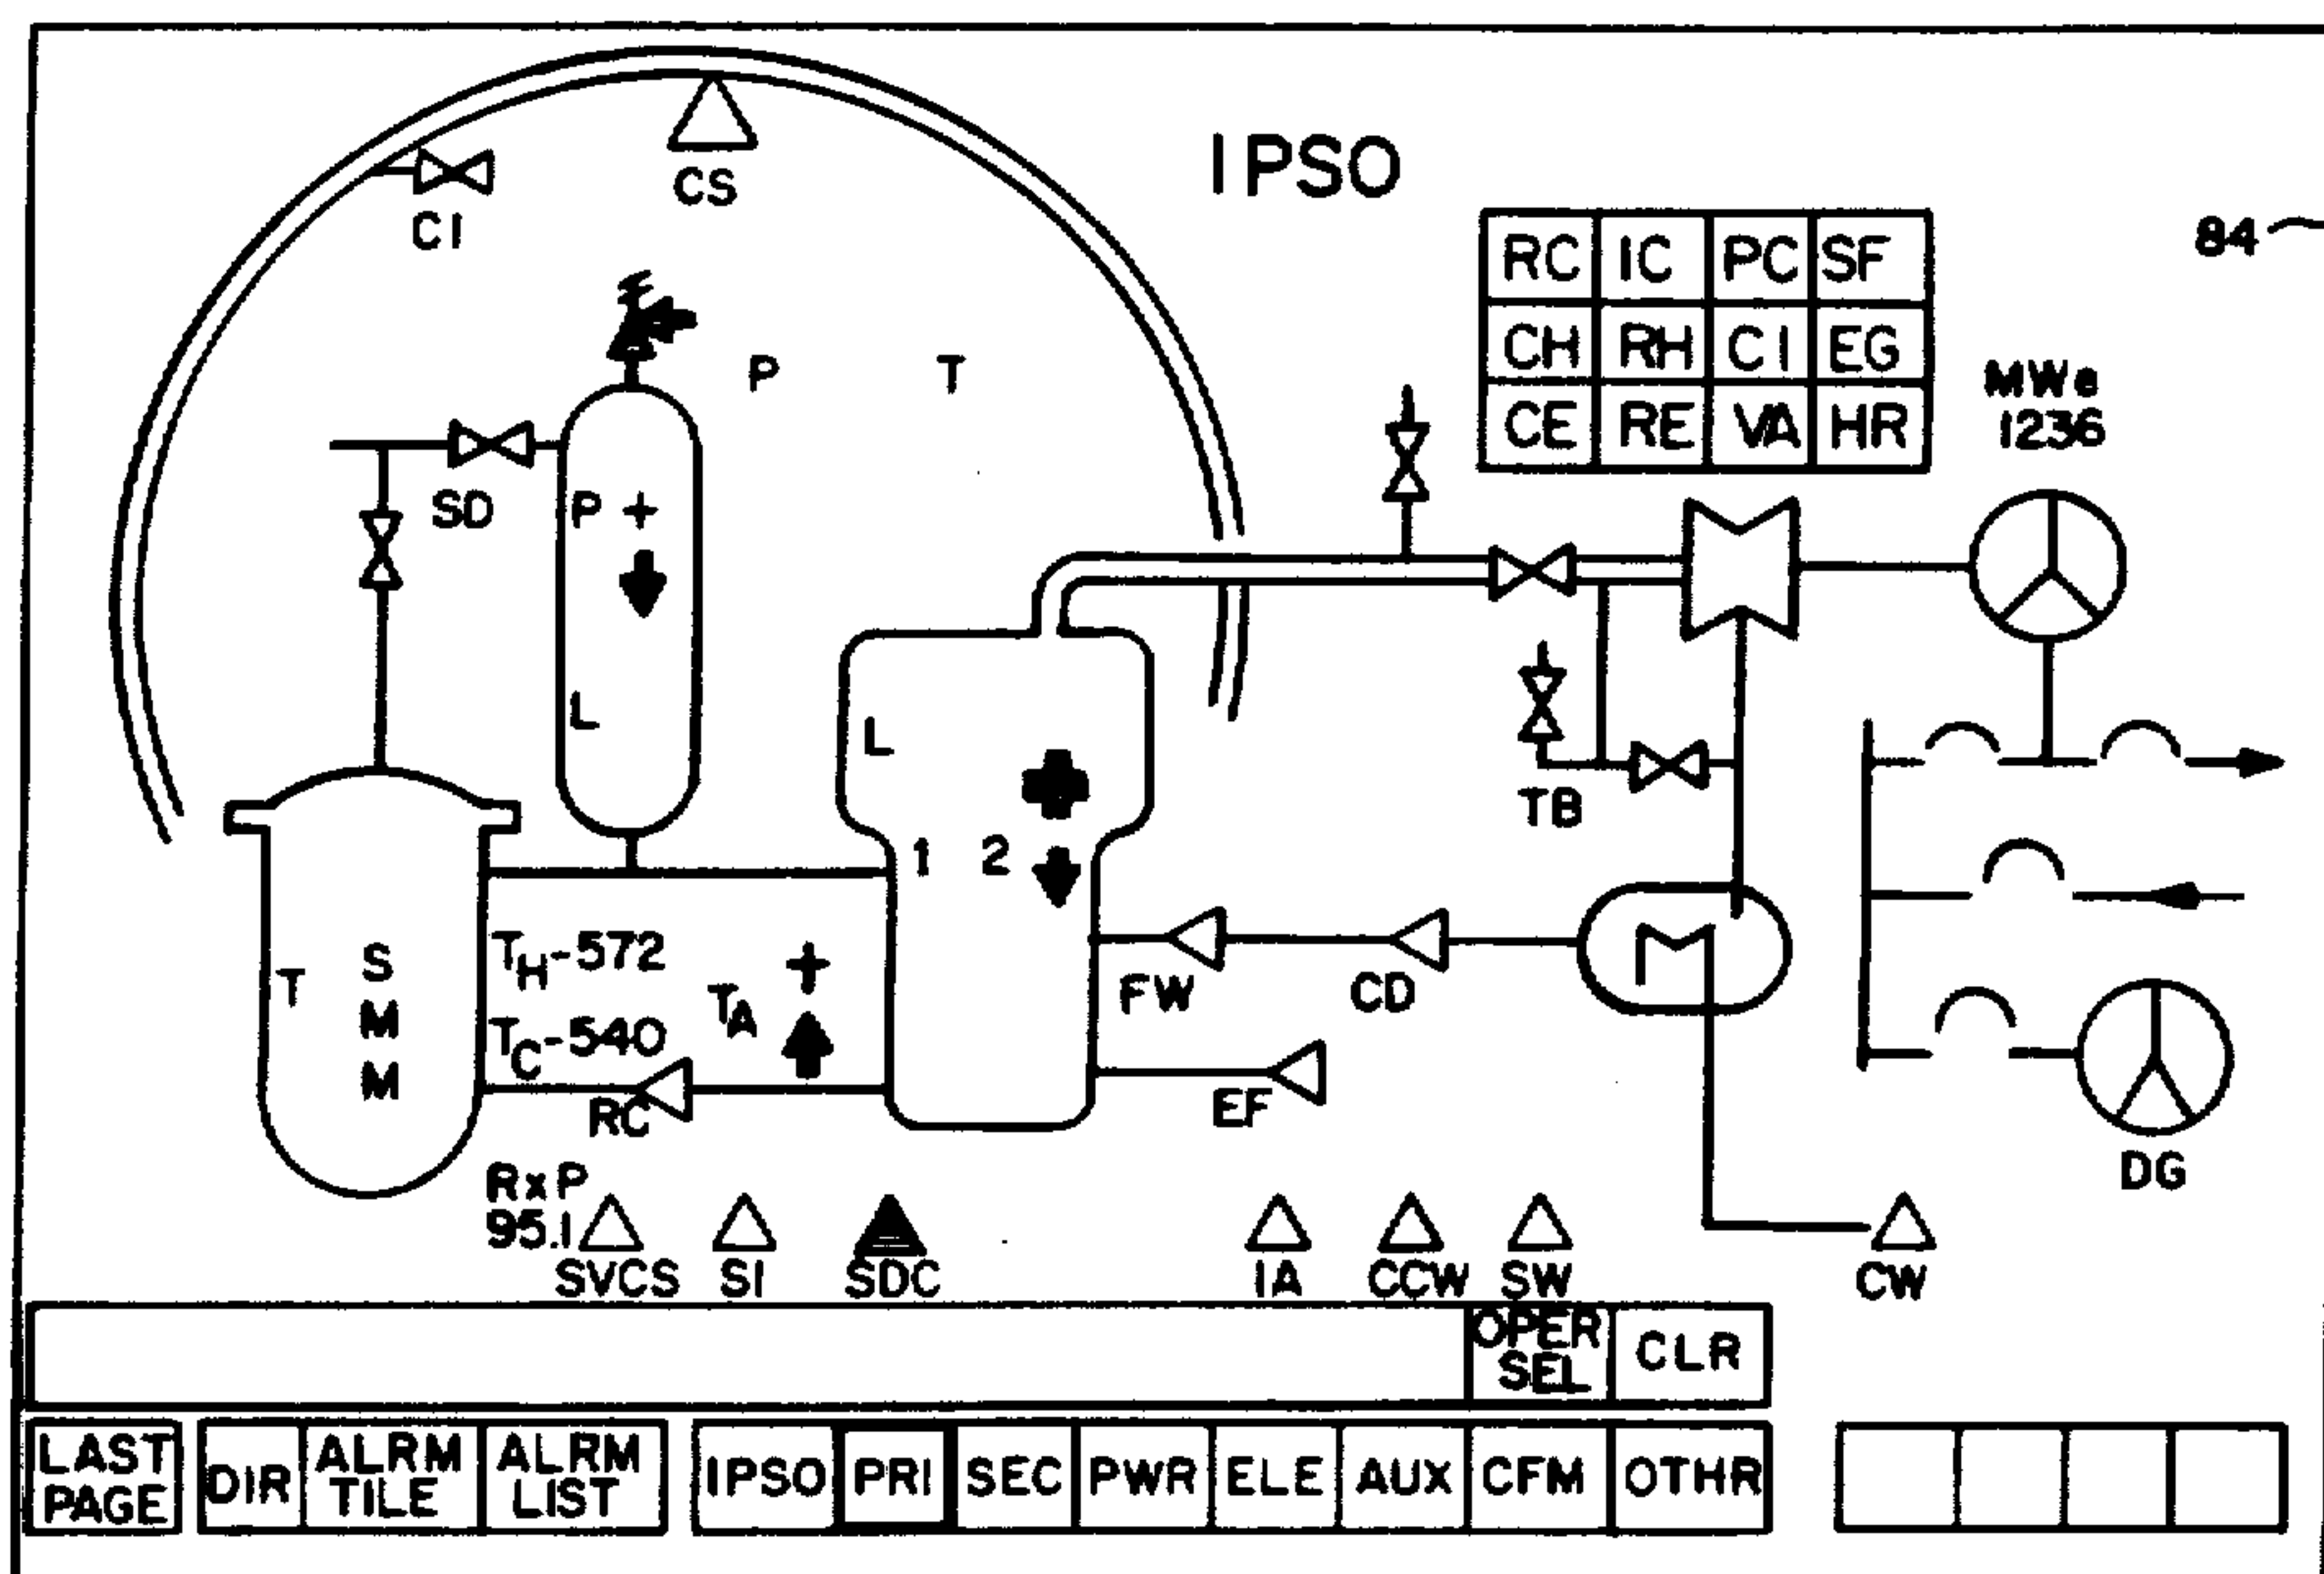 IPSO
84
CS
CI
RC IC PC SF
CH RH CI EG
CE RE VA HR
MWe
1236
P T
SD
P +
L
L
TB
1 2
T
S
M
M
TH-572
TC-540
TA
+
RC
FW
CD
EF
DG
RxP
95.1
SVCS SI SDC IA CCW SW CW
OPER
SEL
CLR
LAST
PAGE
DIR
ALRM
TILE
ALRM
LIST
IPSO PRI SEC PWR ELE AUX CFM OTHR